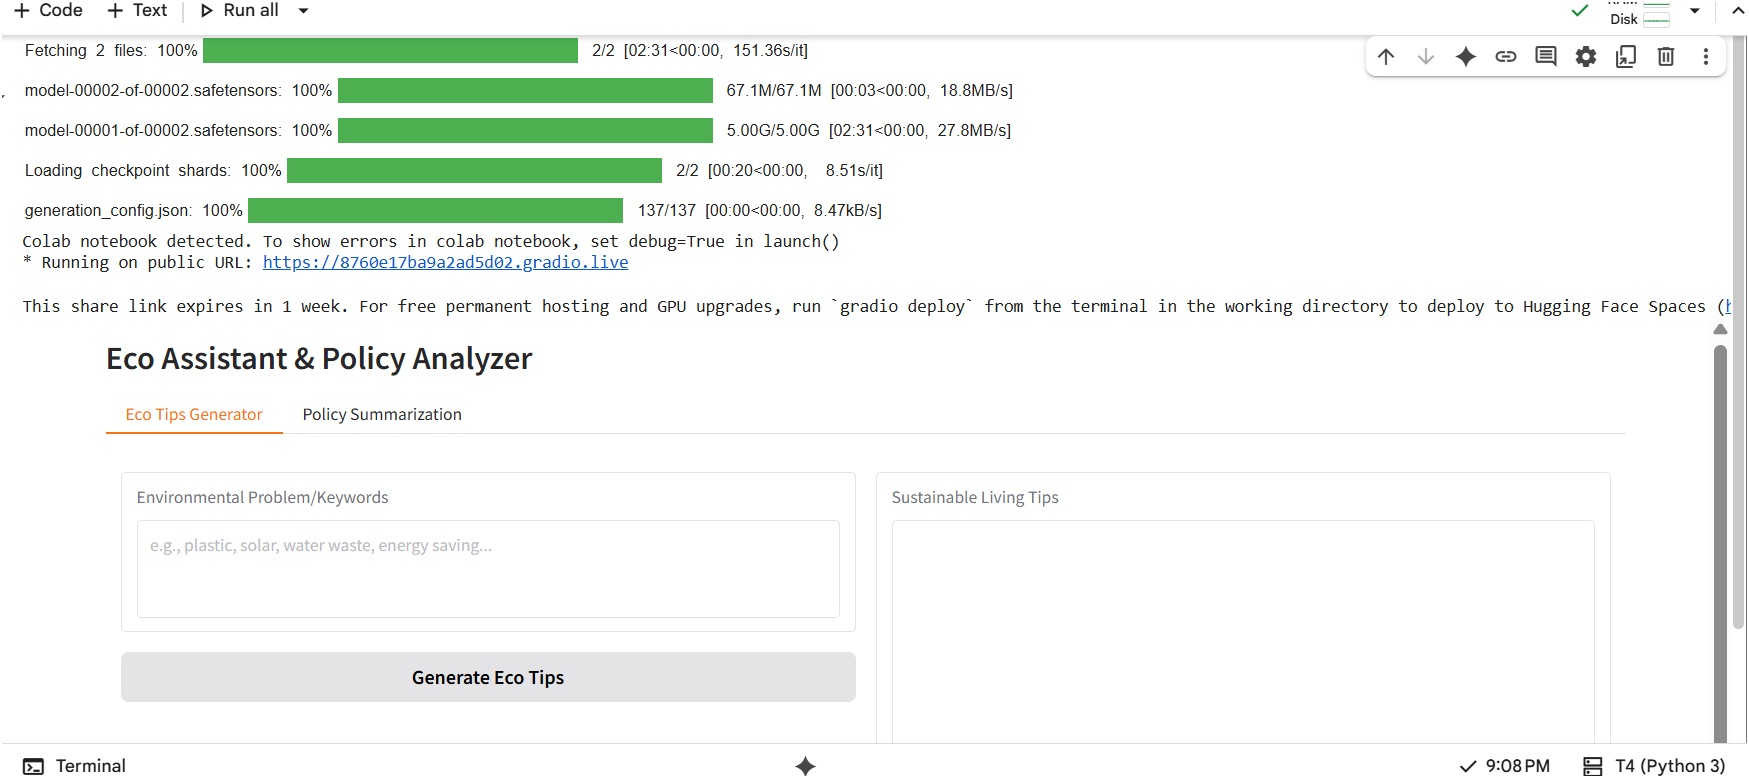 + Code + Text Run all
Disk
Fetching 2 files: 100% 2/2 [02:31<00:00, 151.36s/it]
model-00002-of-00002.safetensors: 100% 67.1M/67.1M [00:03<00:00, 18.8MB/s]
model-00001-of-00002.safetensors: 100% 5.00G/5.00G [02:31<00:00, 27.8MB/s]
Loading checkpoint shards: 100% 2/2 [00:20<00:00, 8.51s/it]
generation_config.json: 100% 137/137 [00:00<00:00, 8.47kB/s]
Colab notebook detected. To show errors in colab notebook, set debug=True in launch()
* Running on public URL: https://8760e17ba9a2ad5d02.gradio.live
This share link expires in 1 week. For free permanent hosting and GPU upgrades, run `gradio deploy` from the terminal in the working directory to deploy to Hugging Face Spaces (
Eco Assistant & Policy Analyzer
Eco Tips Generator Policy Summarization
Environmental Problem/Keywords
Sustainable Living Tips
e.g., plastic, solar, water waste, energy saving...
Generate Eco Tips
Terminal 9:08 PM T4 (Python 3)